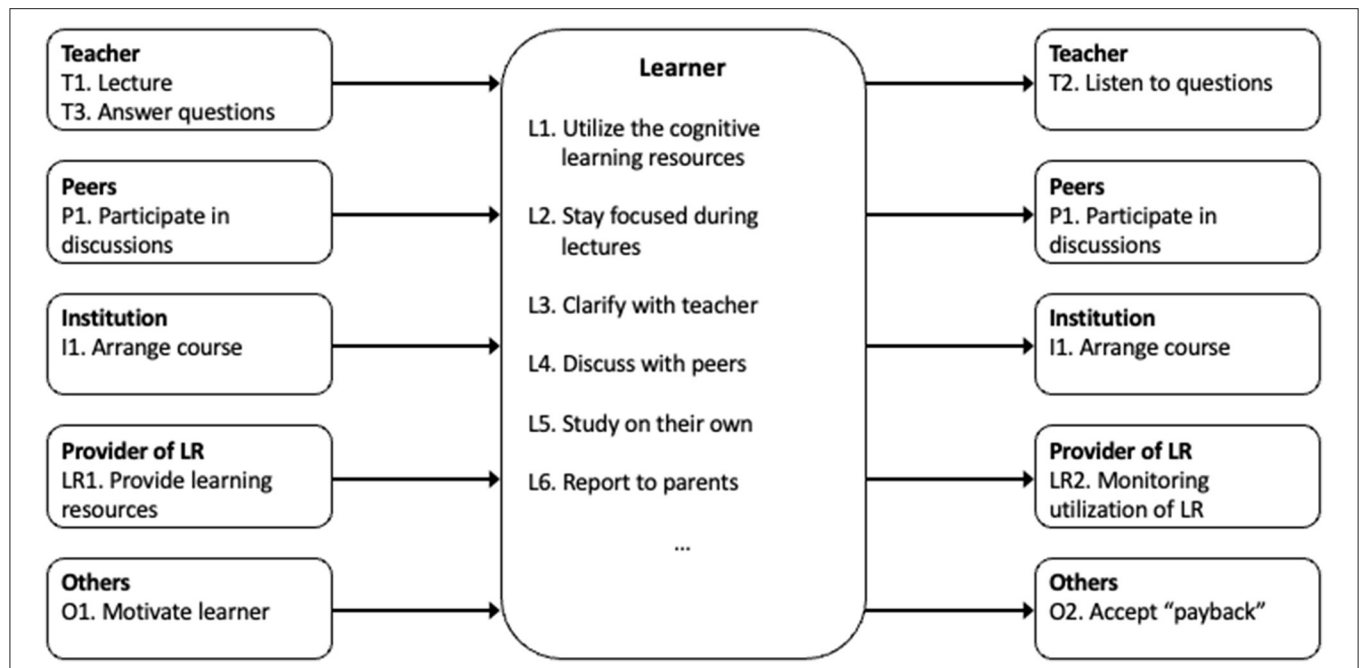 Teacher
T1. Lecture
T3. Answer questions
Peers
P1. Participate in
discussions
Institution
I1. Arrange course
Provider of LR
LR1. Provide learning
resources
Others
O1. Motivate learner
Learner
L1. Utilize the cognitive
learning resources
L2. Stay focused during
lectures
L3. Clarify with teacher
L4. Discuss with peers
L5. Study on their own
L6. Report to parents
...
Teacher
T2. Listen to questions
Peers
P1. Participate in
discussions
Institution
I1. Arrange course
Provider of LR
LR2. Monitoring
utilization of LR
Others
O2. Accept “payback”